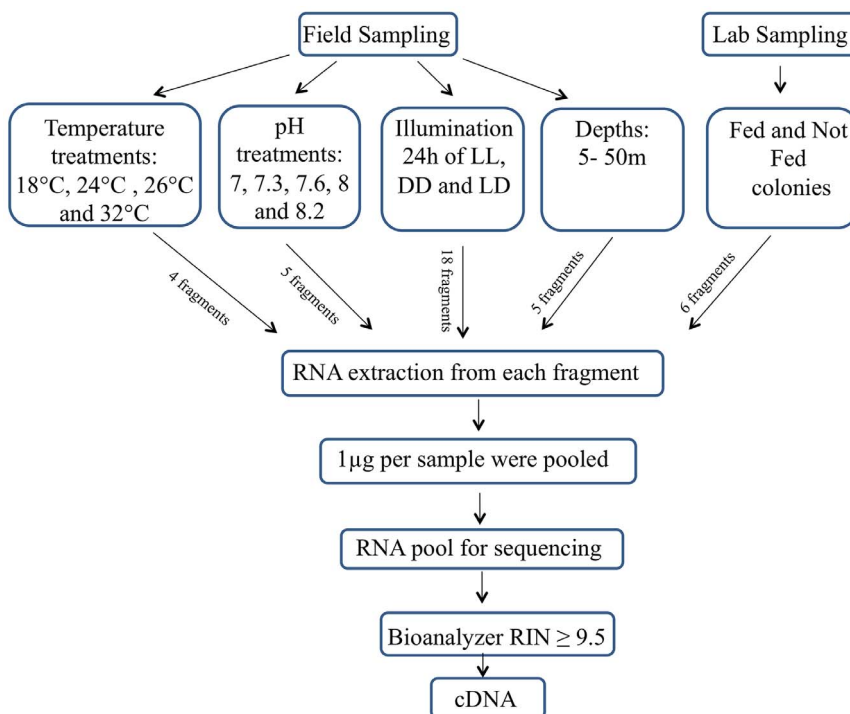 Field Sampling
Lab Sampling
Temperature
treatments:
18°C, 24°C , 26°C
and 32°C
pH
treatments:
7, 7.3, 7.6, 8
and 8.2
Illumination
24h of LL,
DD and LD
Depths:
5- 50m
Fed and Not
Fed
colonies
4 fragments
5 fragments
18 fragments
5 fragments
6 fragments
RNA extraction from each fragment
1µg per sample were pooled
RNA pool for sequencing
Bioanalyzer RIN ≥ 9.5
cDNA